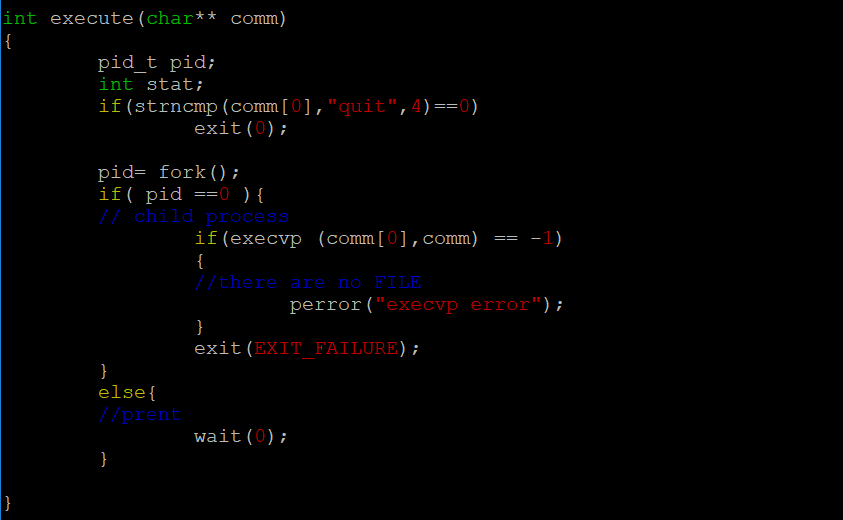 int execute(char** comm)
{
        pid_t pid;
        int stat;
        if(strncmp(comm[0],"quit",4)==0)
                exit(0);

        pid= fork();
        if( pid ==0 ){
        // child process
                if(execvp (comm[0],comm) == -1)
                {
                //there are no FILE
                        perror("execvp error");
                }
                exit(EXIT_FAILURE);
        }
        else{
        //prent
                wait(0);
        }

}